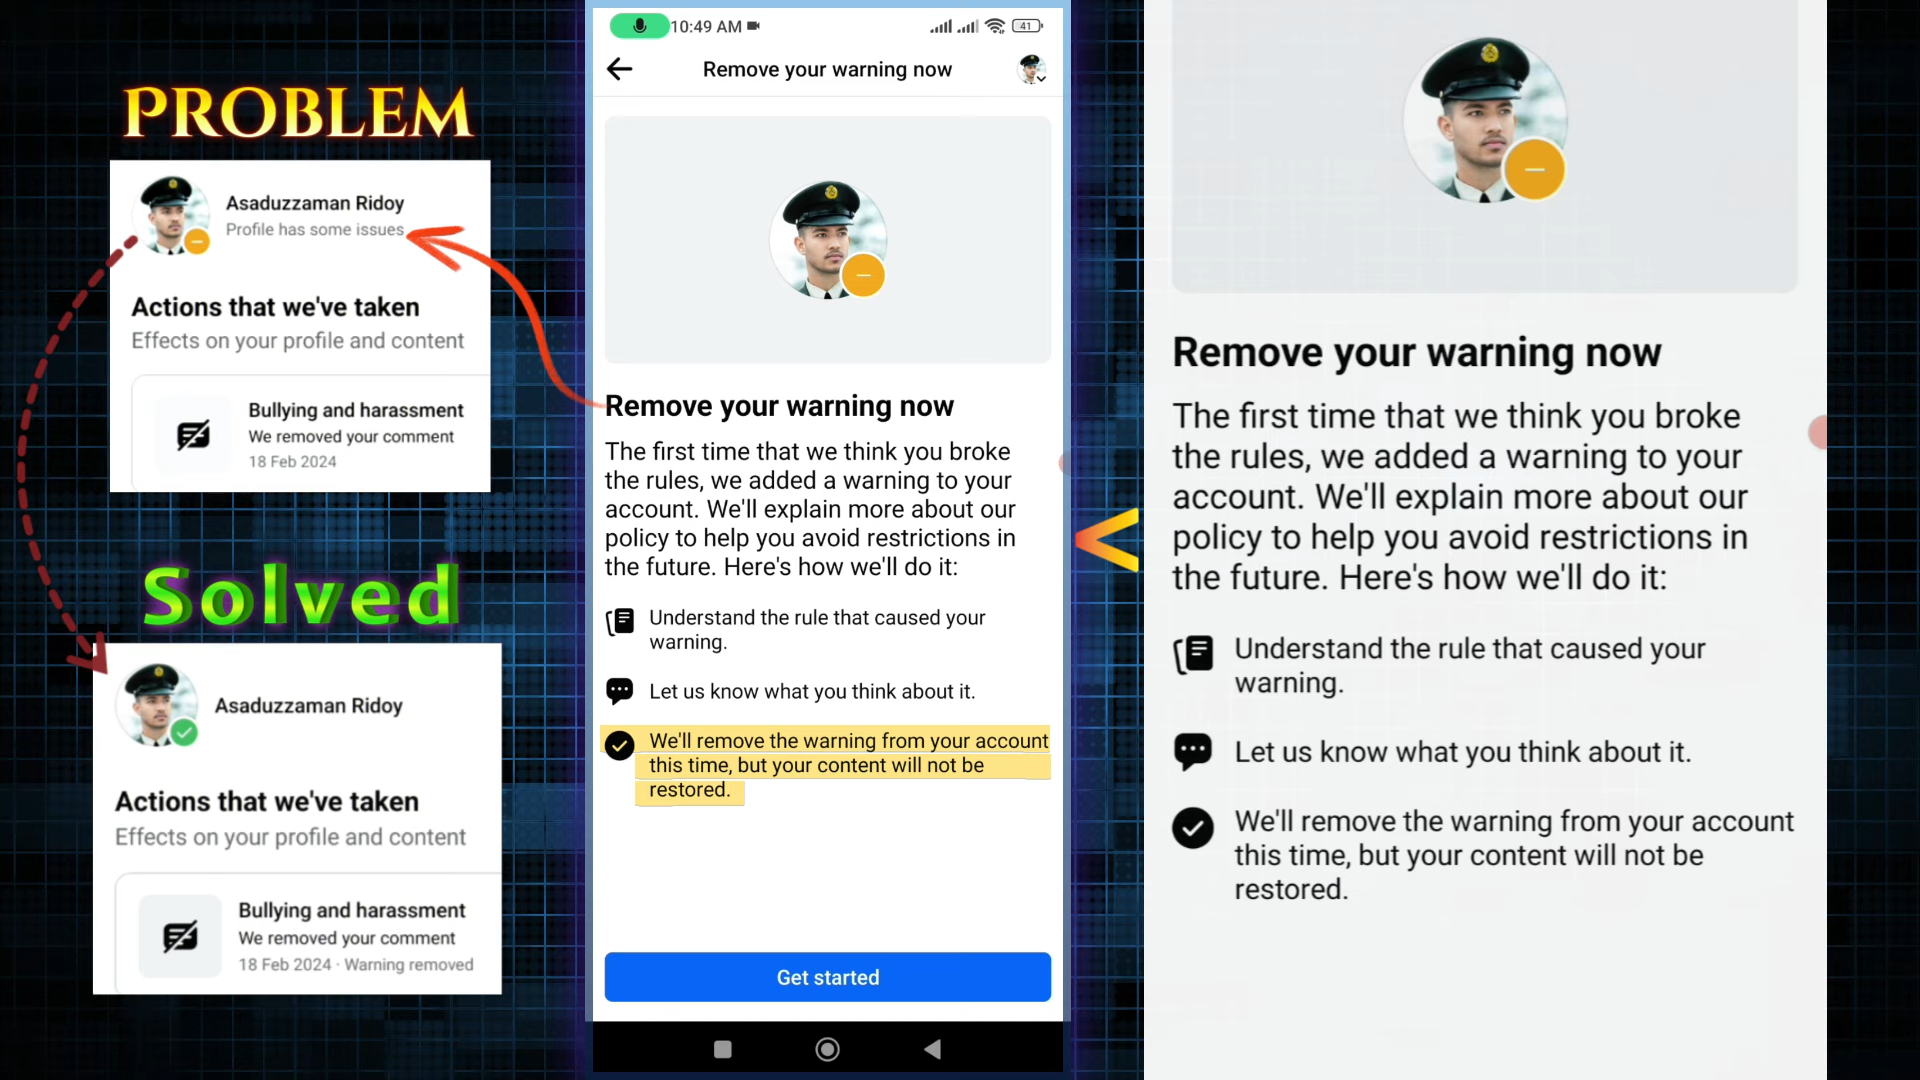 PROBLEM
Asaduzzaman Ridoy
Profile has some issues
Actions that we've taken
Effects on your profile and content
Bullying and harassment
We removed your comment
18 Feb 2024
Solved
Asaduzzaman Ridoy
Actions that we've taken
Effects on your profile and content
Bullying and harassment
We removed your comment
18 Feb 2024 · Warning removed
10:49 AM
41
Remove your warning now
Remove your warning now
The first time that we think you broke
the rules, we added a warning to your
account. We'll explain more about our
policy to help you avoid restrictions in
the future. Here's how we'll do it:
Understand the rule that caused your
warning.
Let us know what you think about it.
We'll remove the warning from your account
this time, but your content will not be
restored.
Get started
<
Remove your warning now
The first time that we think you broke
the rules, we added a warning to your
account. We'll explain more about our
policy to help you avoid restrictions in
the future. Here's how we'll do it:
Understand the rule that caused your
warning.
Let us know what you think about it.
We'll remove the warning from your account
this time, but your content will not be
restored.